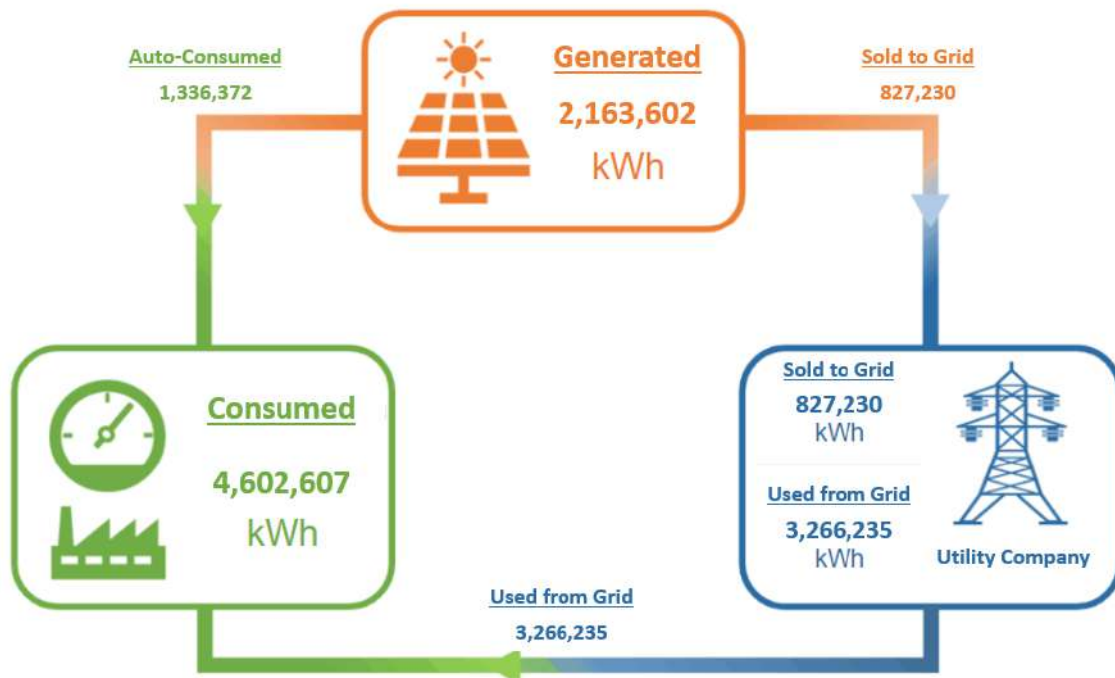 Auto-Consumed
1,336,372
Generated
2,163,602
kWh
Sold to Grid
827,230
Consumed
4,602,607
kWh
Sold to Grid
827,230
kWh
Used from Grid
3,266,235
kWh
Utility Company
Used from Grid
3,266,235